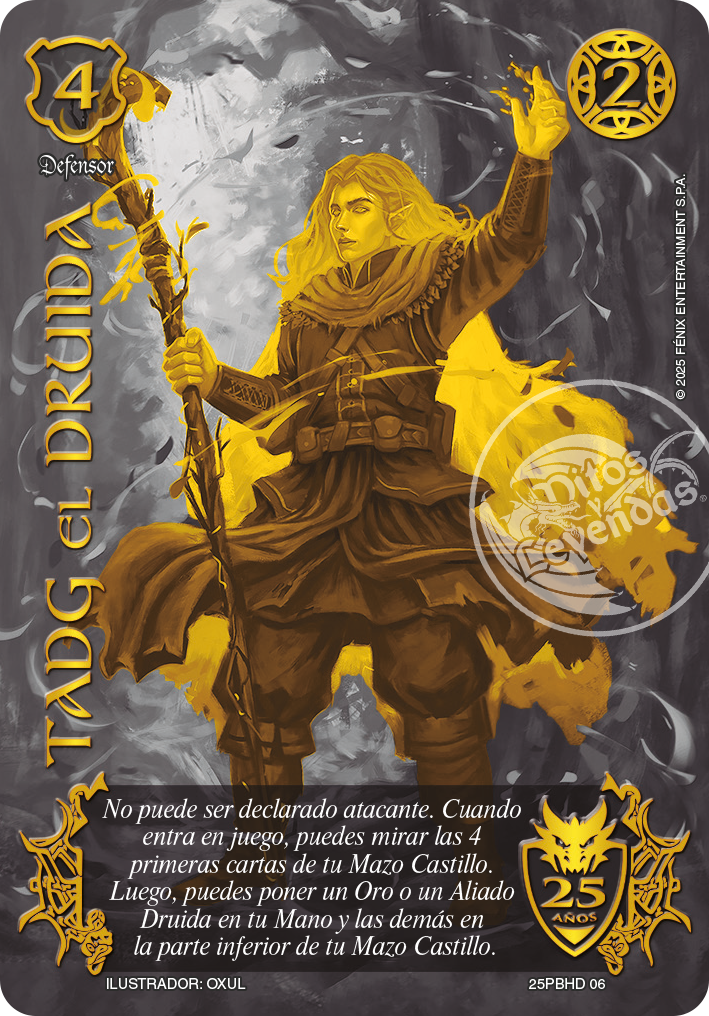 4
2
Defensor
TADG el DRUIDA
© 2025 FÉNIX ENTERTAINMENT S.P.A.
Mitos
y
Leyendas
®
No puede ser declarado atacante. Cuando
entra en juego, puedes mirar las 4
primeras cartas de tu Mazo Castillo.
Luego, puedes poner un Oro o un Aliado
Druida en tu Mano y las demás en
la parte inferior de tu Mazo Castillo.
25
AÑOS
ILUSTRADOR: OXUL
25PBHD 06